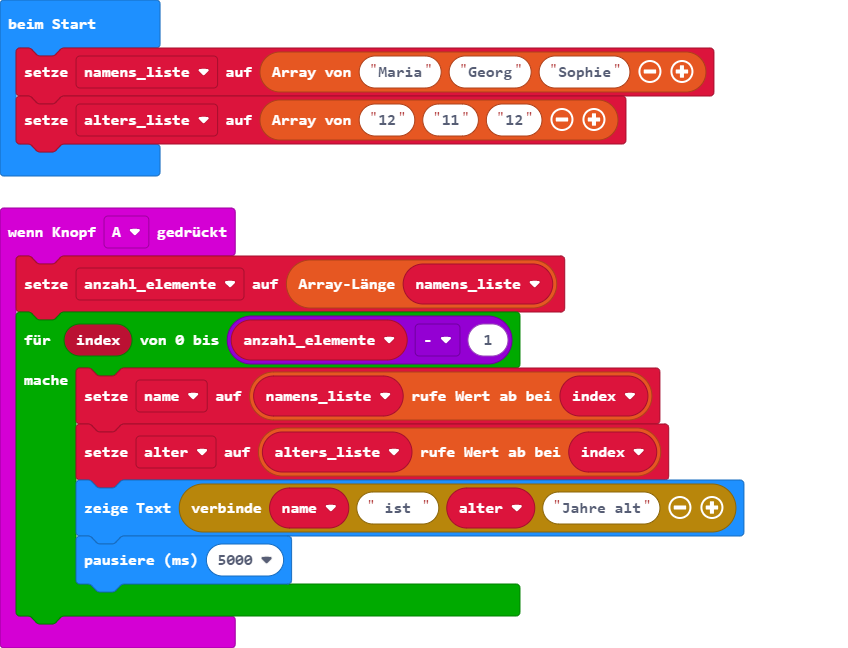 beim Start
setze namens_liste auf Array von "Maria" "Georg" "Sophie"
setze alters_liste auf Array von "12" "11" "12"
wenn Knopf A gedrückt
setze anzahl_elemente auf Array-Länge namens_liste
für index von 0 bis anzahl_elemente - 1
mache
setze name auf namens_liste rufe Wert ab bei index
setze alter auf alters_liste rufe Wert ab bei index
zeige Text verbinde name " ist " alter "Jahre alt"
pausiere (ms) 5000